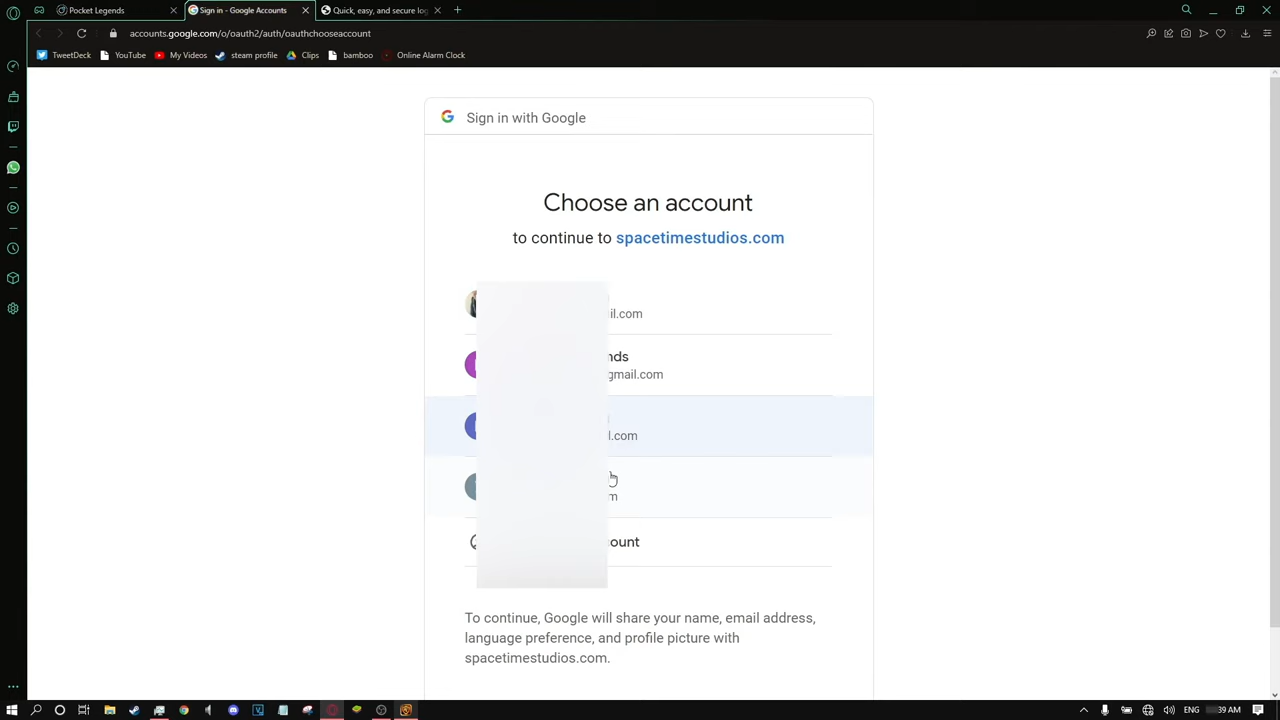 Pocket Legends
Sign in - Google Accounts
Quick, easy, and secure log
accounts.google.com/o/oauth2/auth/oauthchooseaccount
TweetDeck
YouTube
My Videos
steam profile
Clips
bamboo
Online Alarm Clock
Sign in with Google
Choose an account
to continue to spacetimestudios.com
il.com
nds
gmail.com
l.com
m
ount
To continue, Google will share your name, email address,
language preference, and profile picture with
spacetimestudios.com.
ENG
39 AM